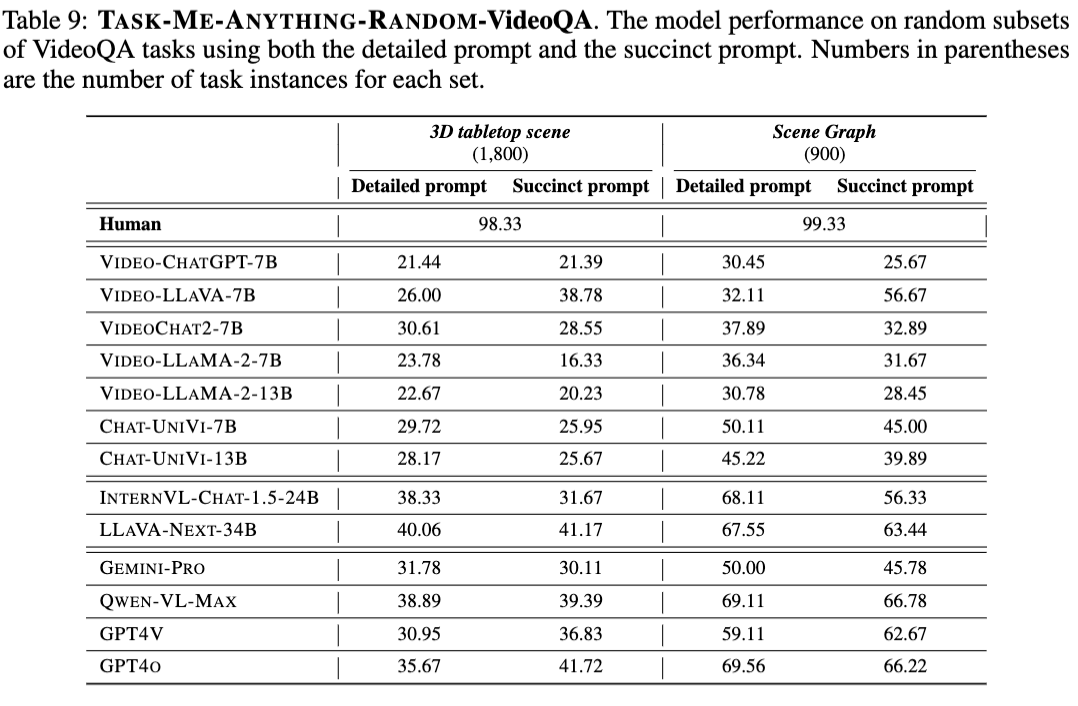 Table 9: TASK-ME-ANYTHING-RANDOM-VIDEOQA. The model performance on random subsets
of VideoQA tasks using both the detailed prompt and the succinct prompt. Numbers in parentheses
are the number of task instances for each set.
3D tabletop scene Scene Graph
(1,800) (900)
Detailed prompt Succinct prompt Detailed prompt Succinct prompt
Human 98.33 99.33
VIDEO-CHATGPT-7B 21.44 21.39 30.45 25.67
VIDEO-LLAVA-7B 26.00 38.78 32.11 56.67
VIDEOCHAT2-7B 30.61 28.55 37.89 32.89
VIDEO-LLAMA-2-7B 23.78 16.33 36.34 31.67
VIDEO-LLAMA-2-13B 22.67 20.23 30.78 28.45
CHAT-UNIVI-7B 29.72 25.95 50.11 45.00
CHAT-UNIVI-13B 28.17 25.67 45.22 39.89
INTERNVL-CHAT-1.5-24B 38.33 31.67 68.11 56.33
LLAVA-NEXT-34B 40.06 41.17 67.55 63.44
GEMINI-PRO 31.78 30.11 50.00 45.78
QWEN-VL-MAX 38.89 39.39 69.11 66.78
GPT4V 30.95 36.83 59.11 62.67
GPT4O 35.67 41.72 69.56 66.22